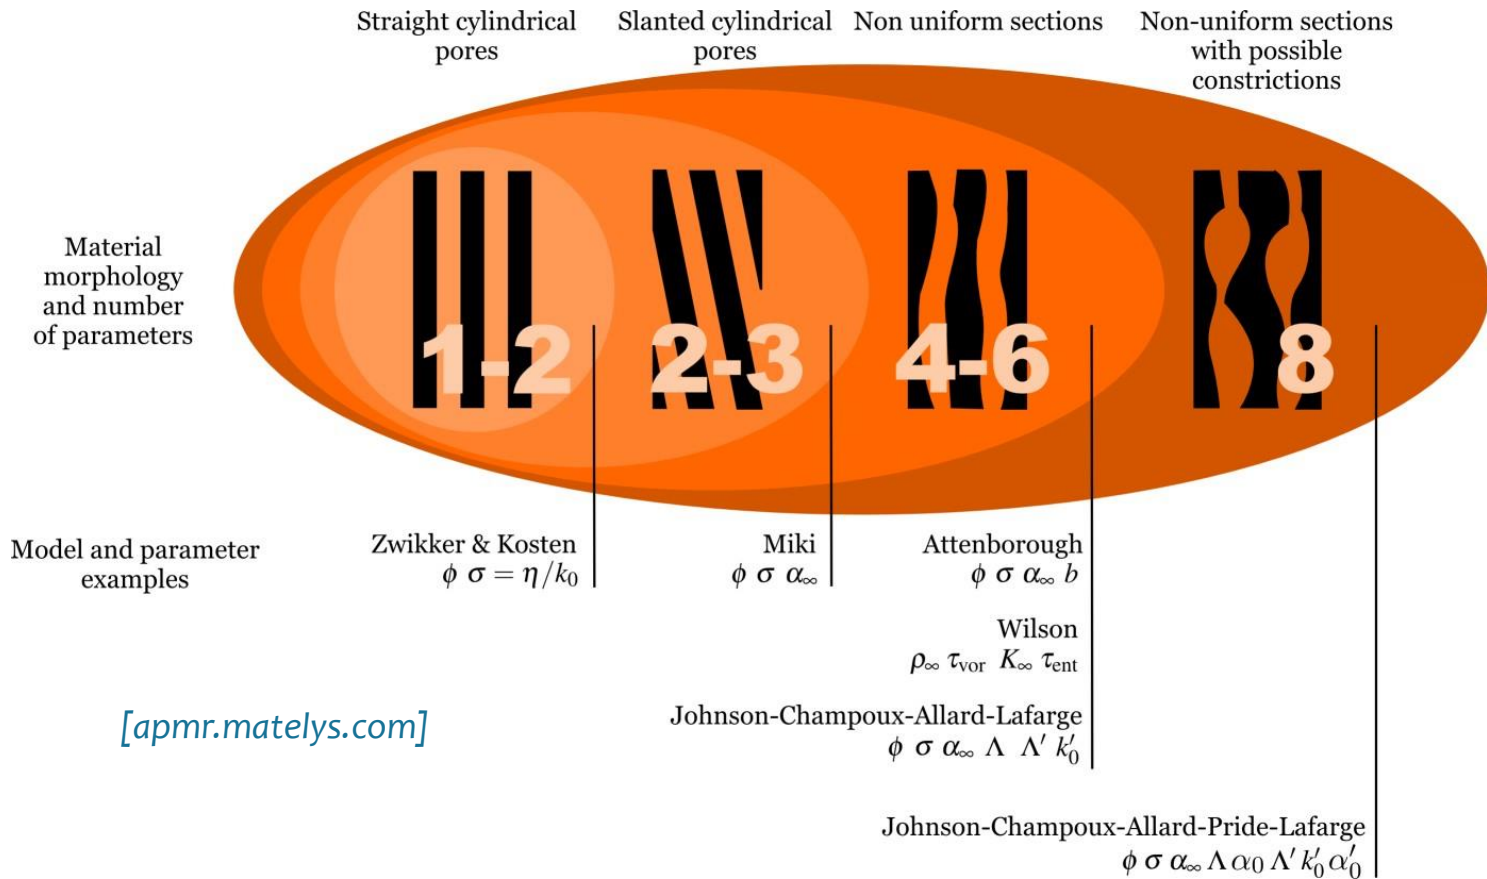 Straight cylindrical
pores
Slanted cylindrical
pores
Non uniform sections
Non-uniform sections
with possible
constrictions
Material
morphology
and number
of parameters
1-2
2-3
4-6
8
Model and parameter
examples
Zwikker & Kosten
ϕ σ = η/k₀
Miki
ϕ σ α∞
Attenborough
ϕ σ α∞ b
Wilson
ρ∞ τvor K∞ τent
Johnson-Champoux-Allard-Lafarge
ϕ σ α∞ Λ Λ′ k′₀
Johnson-Champoux-Allard-Pride-Lafarge
ϕ σ α∞ Λ α₀ Λ′ k′₀ α′₀
[apmr.matelys.com]